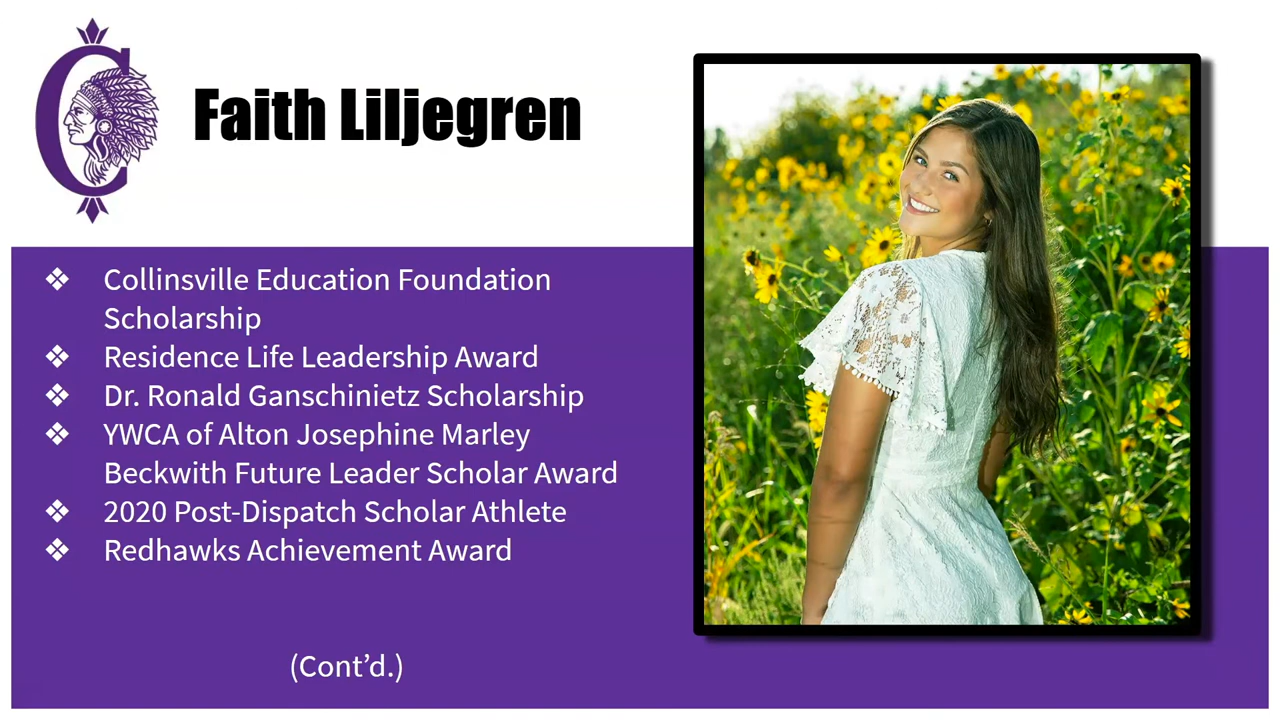 Faith Liljegren
❖ Collinsville Education Foundation
Scholarship
❖ Residence Life Leadership Award
❖ Dr. Ronald Ganschinietz Scholarship
❖ YWCA of Alton Josephine Marley
Beckwith Future Leader Scholar Award
❖ 2020 Post-Dispatch Scholar Athlete
❖ Redhawks Achievement Award
(Cont’d.)
C